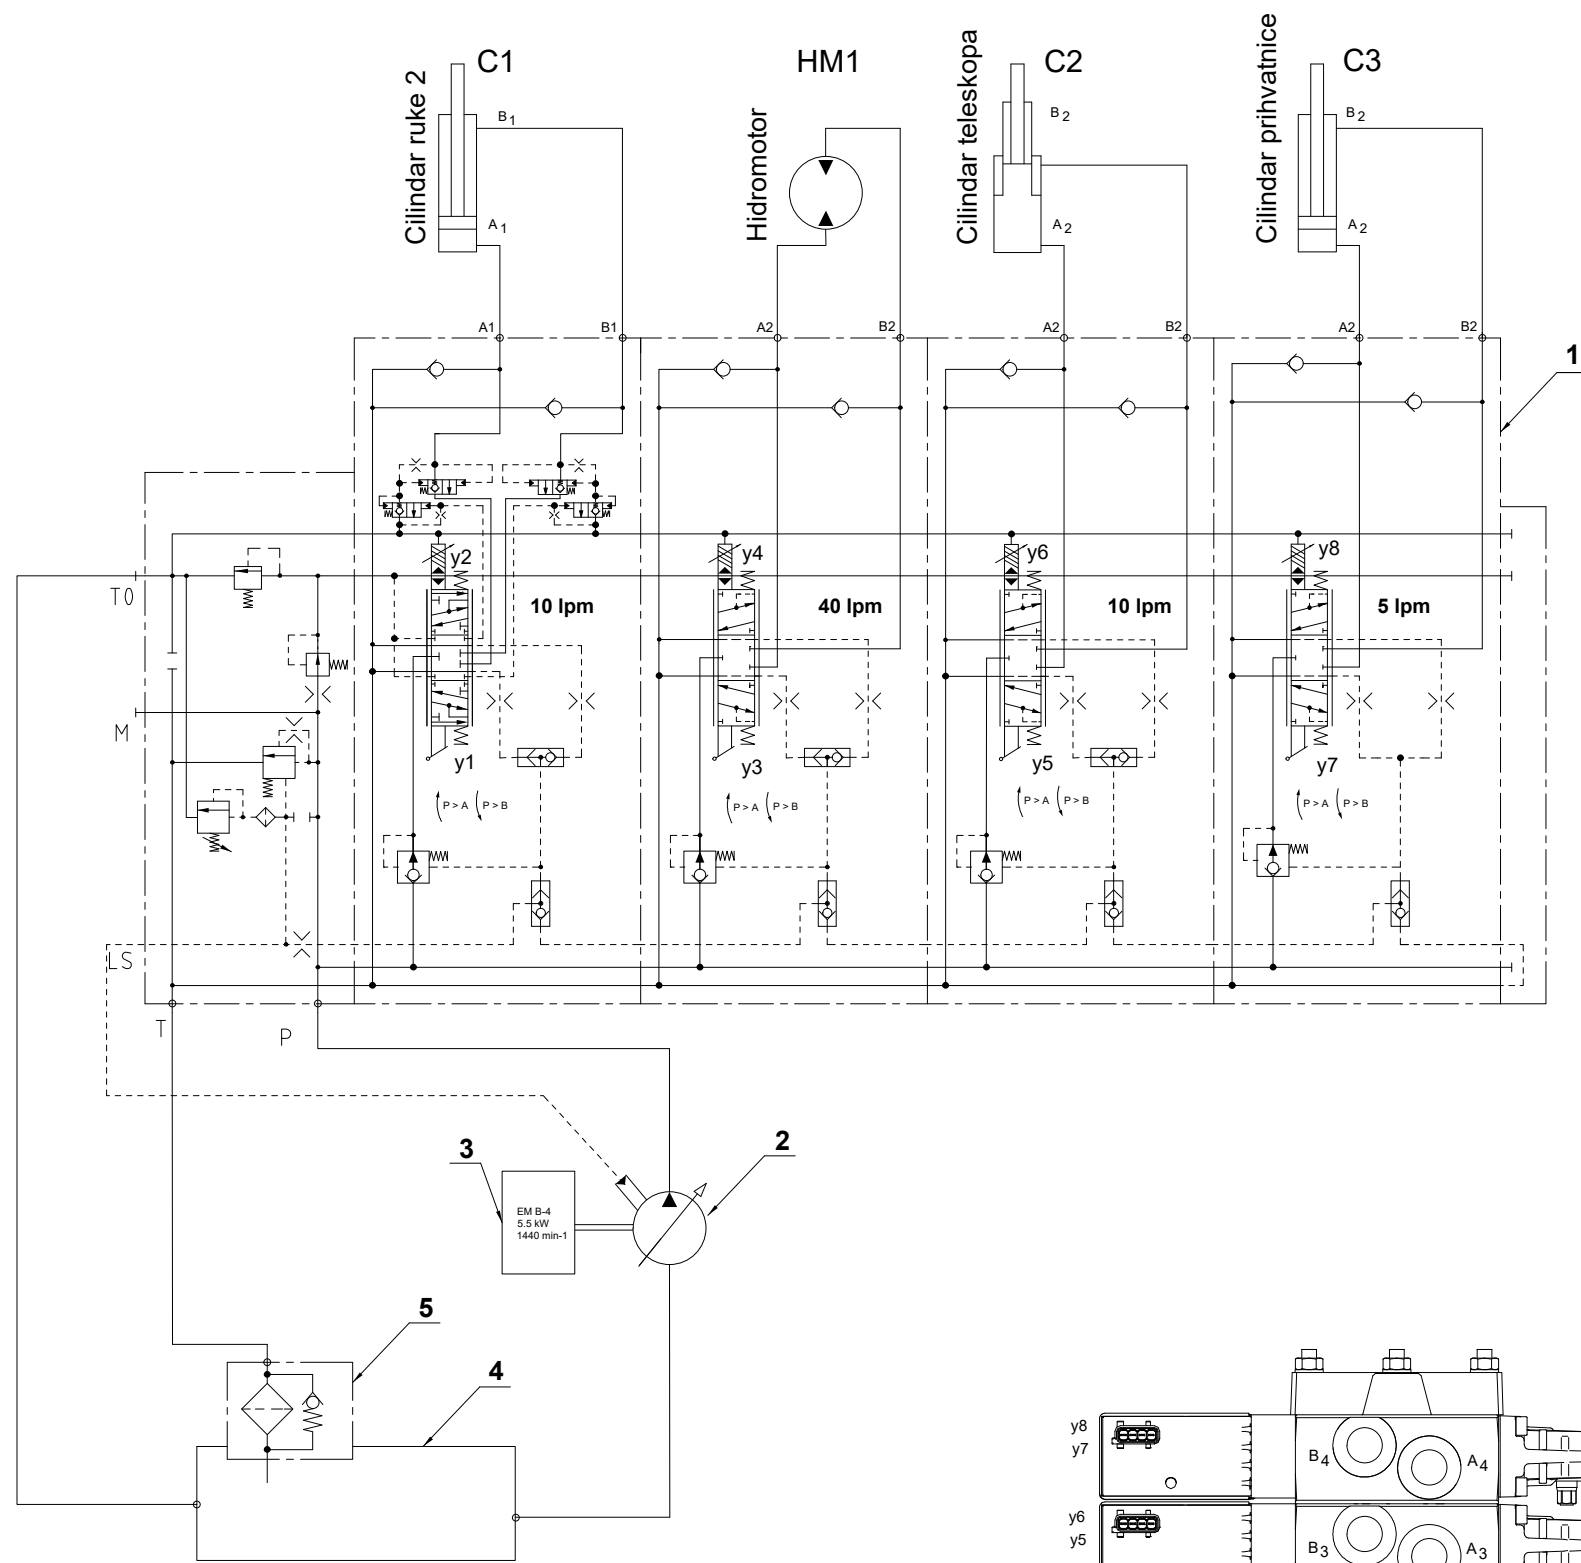 C1
HM1
C2
C3
Cilindar ruke 2
Hidromotor
Cilindar teleskopa
Cilindar prihvatnice
B1
B2
B2
A1
A2
A2
A1
B1
A2
B2
A2
B2
A2
B2
1
y2
y4
y6
y8
T0
10 lpm
40 lpm
10 lpm
5 lpm
M
y1
y3
y5
y7
P > A
P > B
P > A
P > B
P > A
P > B
P > A
P > B
LS
T
P
3
2
EM B-4
5.5 kW
1440 min-1
5
4
y8
y7
B4
A4
y6
y5
B3
A3